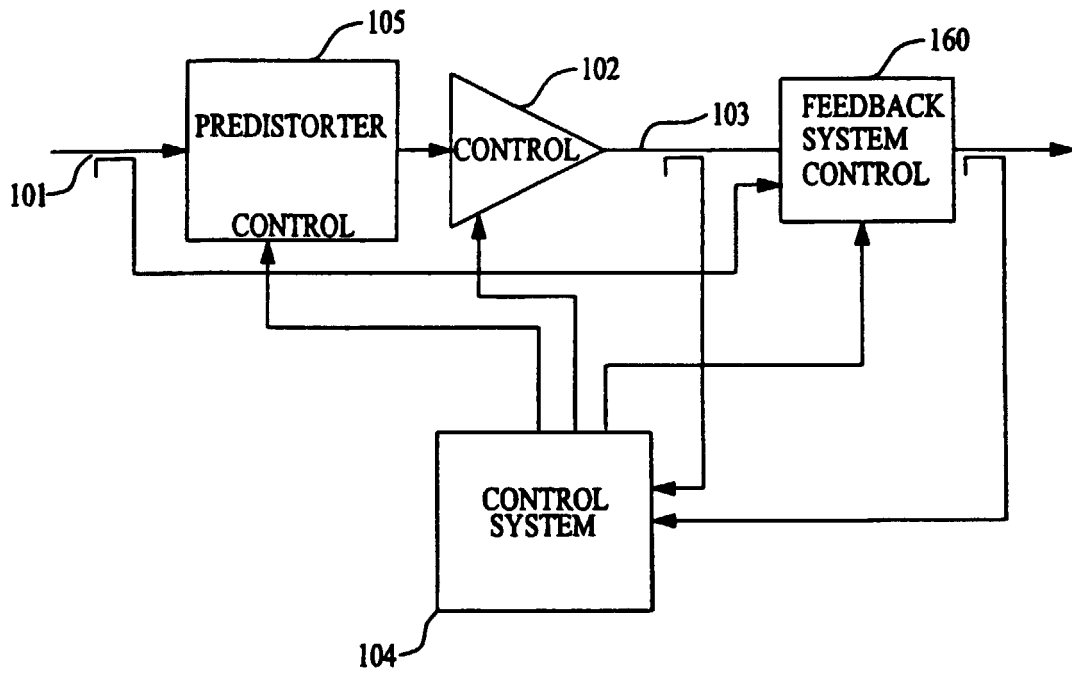 105
102
160
PREDISTORTER
CONTROL
103
FEEDBACK
SYSTEM
CONTROL
101
CONTROL
CONTROL
SYSTEM
104